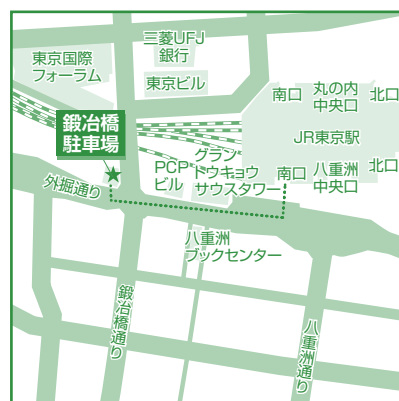 三菱UFJ
銀行
東京国際
フォーラム
東京ビル
南口
丸の内
中央口
北口
鍛冶橋
駐車場
JR東京駅
グラン
トウキョウ
サウスタワー
PCP
ビル
南口
八重洲
中央口
北口
外掘通り
八重洲
ブックセンター
鍛冶橋通り
八重洲通り